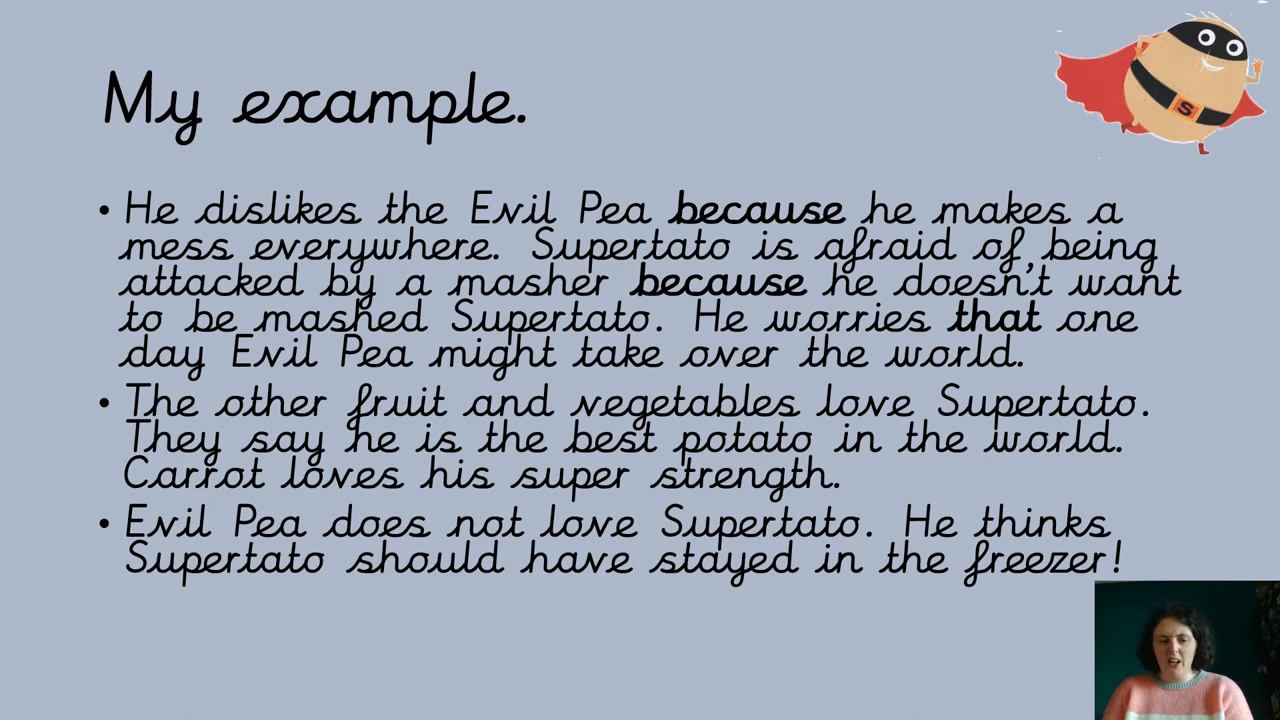 My example.
• He dislikes the Evil Pea because he makes a
mess everywhere. Supertato is afraid of being
attacked by a masher because he doesn't want
to be mashed Supertato. He worries that one
day Evil Pea might take over the world.
• The other fruit and vegetables love Supertato.
They say he is the best potato in the world.
Carrot loves his super strength.
• Evil Pea does not love Supertato. He thinks
Supertato should have stayed in the freezer!
S